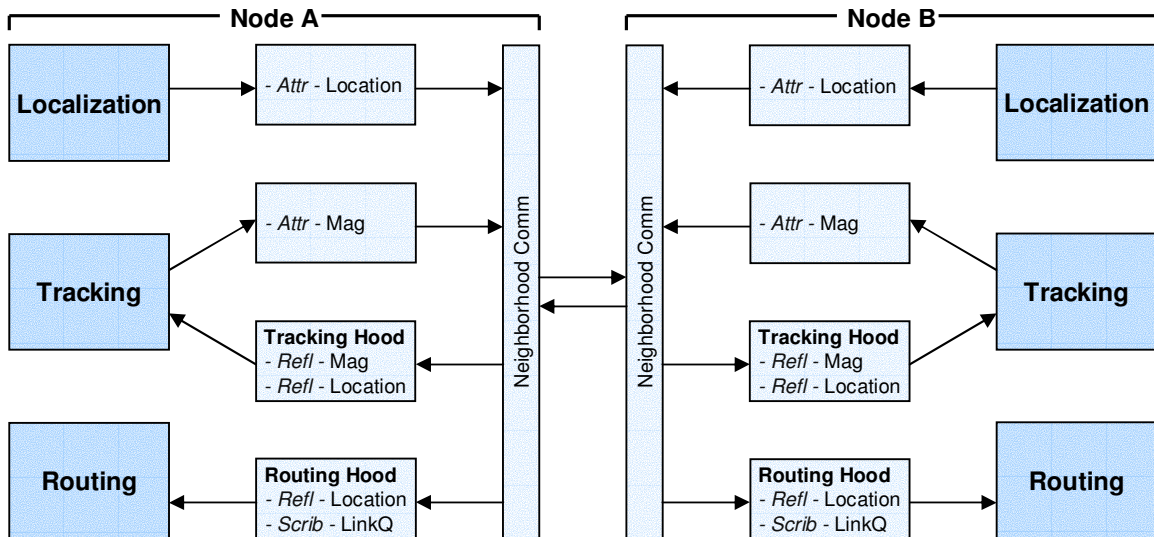 Node A
Localization
- Attr - Location
- Attr - Mag
Tracking
Tracking Hood
- Refl - Mag
- Refl - Location
Routing
Routing Hood
- Refl - Location
- Scrib - LinkQ
Neighborhood Comm
Node B
Neighborhood Comm
- Attr - Location
Localization
- Attr - Mag
Tracking
Tracking Hood
- Refl - Mag
- Refl - Location
Routing Hood
- Refl - Location
- Scrib - LinkQ
Routing